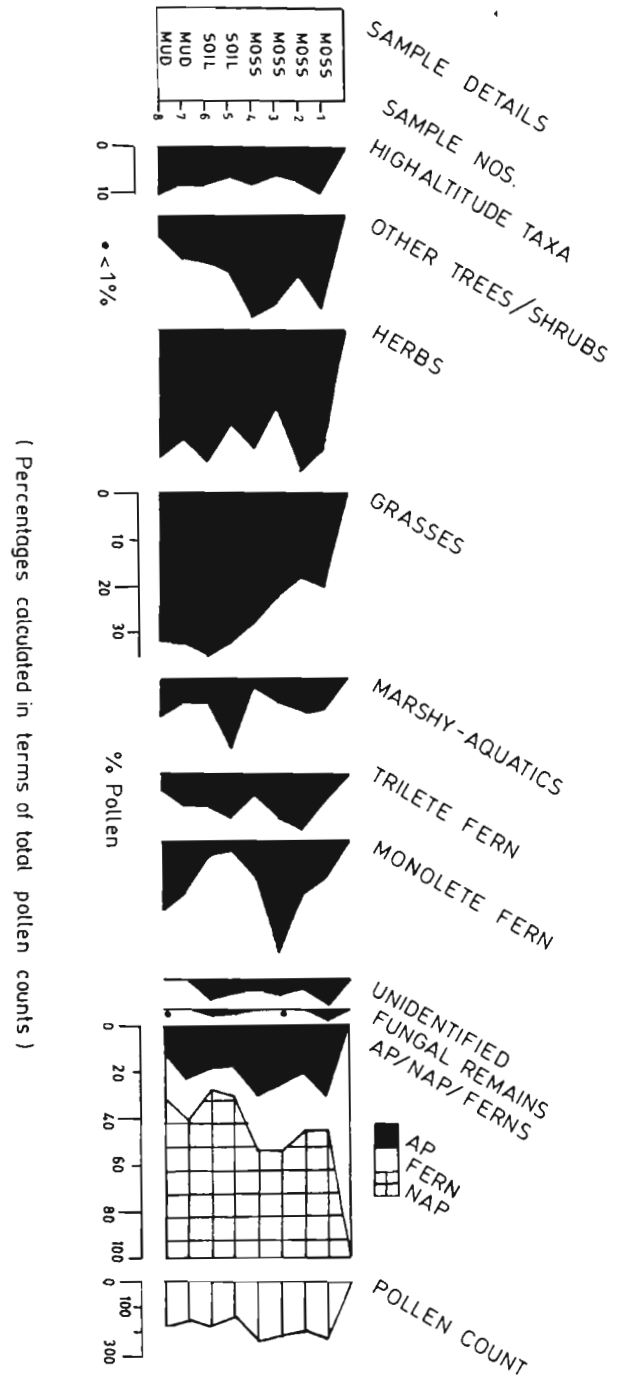 SAMPLE DETAILS
MOSS
MOSS
MOSS
MOSS
SOIL
SOIL
MUD
MUD
SAMPLE NOS.
1
2
3
4
5
6
7
8
HIGH ALTITUDE TAXA
0
10
OTHER TREES/SHRUBS
• <1%
HERBS
GRASSES
0
10
20
30
MARSHY-AQUATICS
% Pollen
TRILETE FERN
MONOLETE FERN
UNIDENTIFIED
FUNGAL REMAINS
AP/NAP/FERNS
0
20
40
60
80
100
AP
FERN
NAP
POLLEN COUNT
0
100
300
( Percentages calculated in terms of total pollen counts )